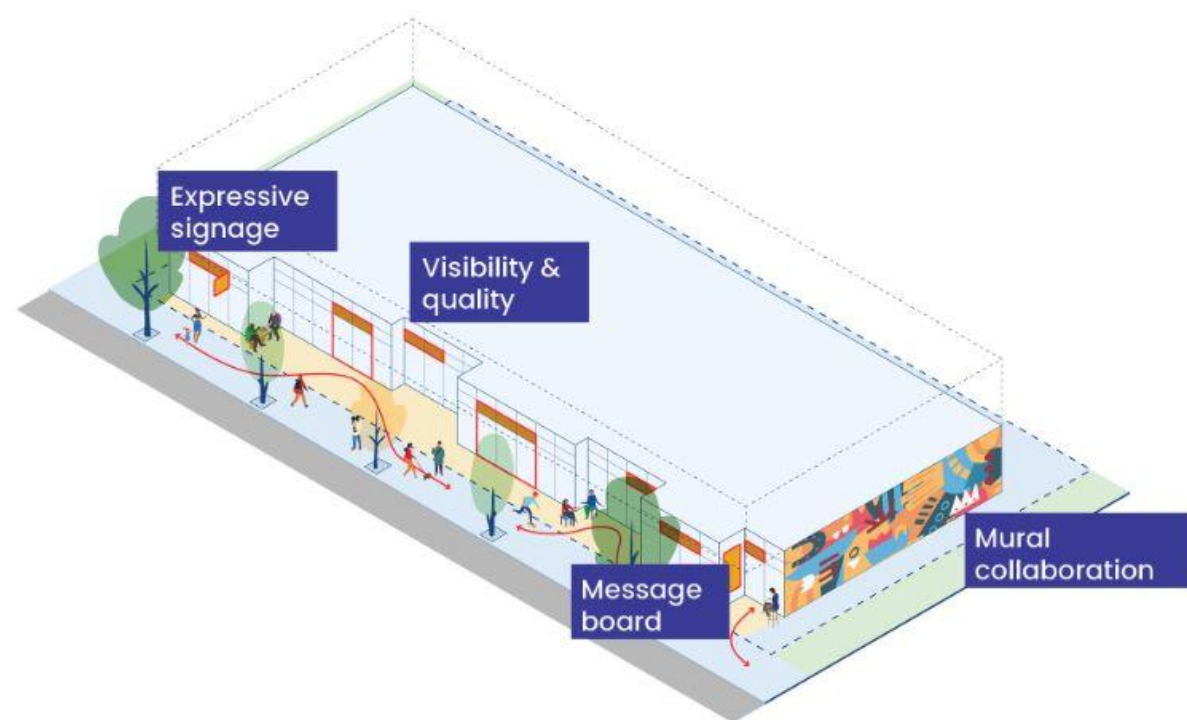 Expressive
signage
Visibility &
quality
Message
board
Mural
collaboration